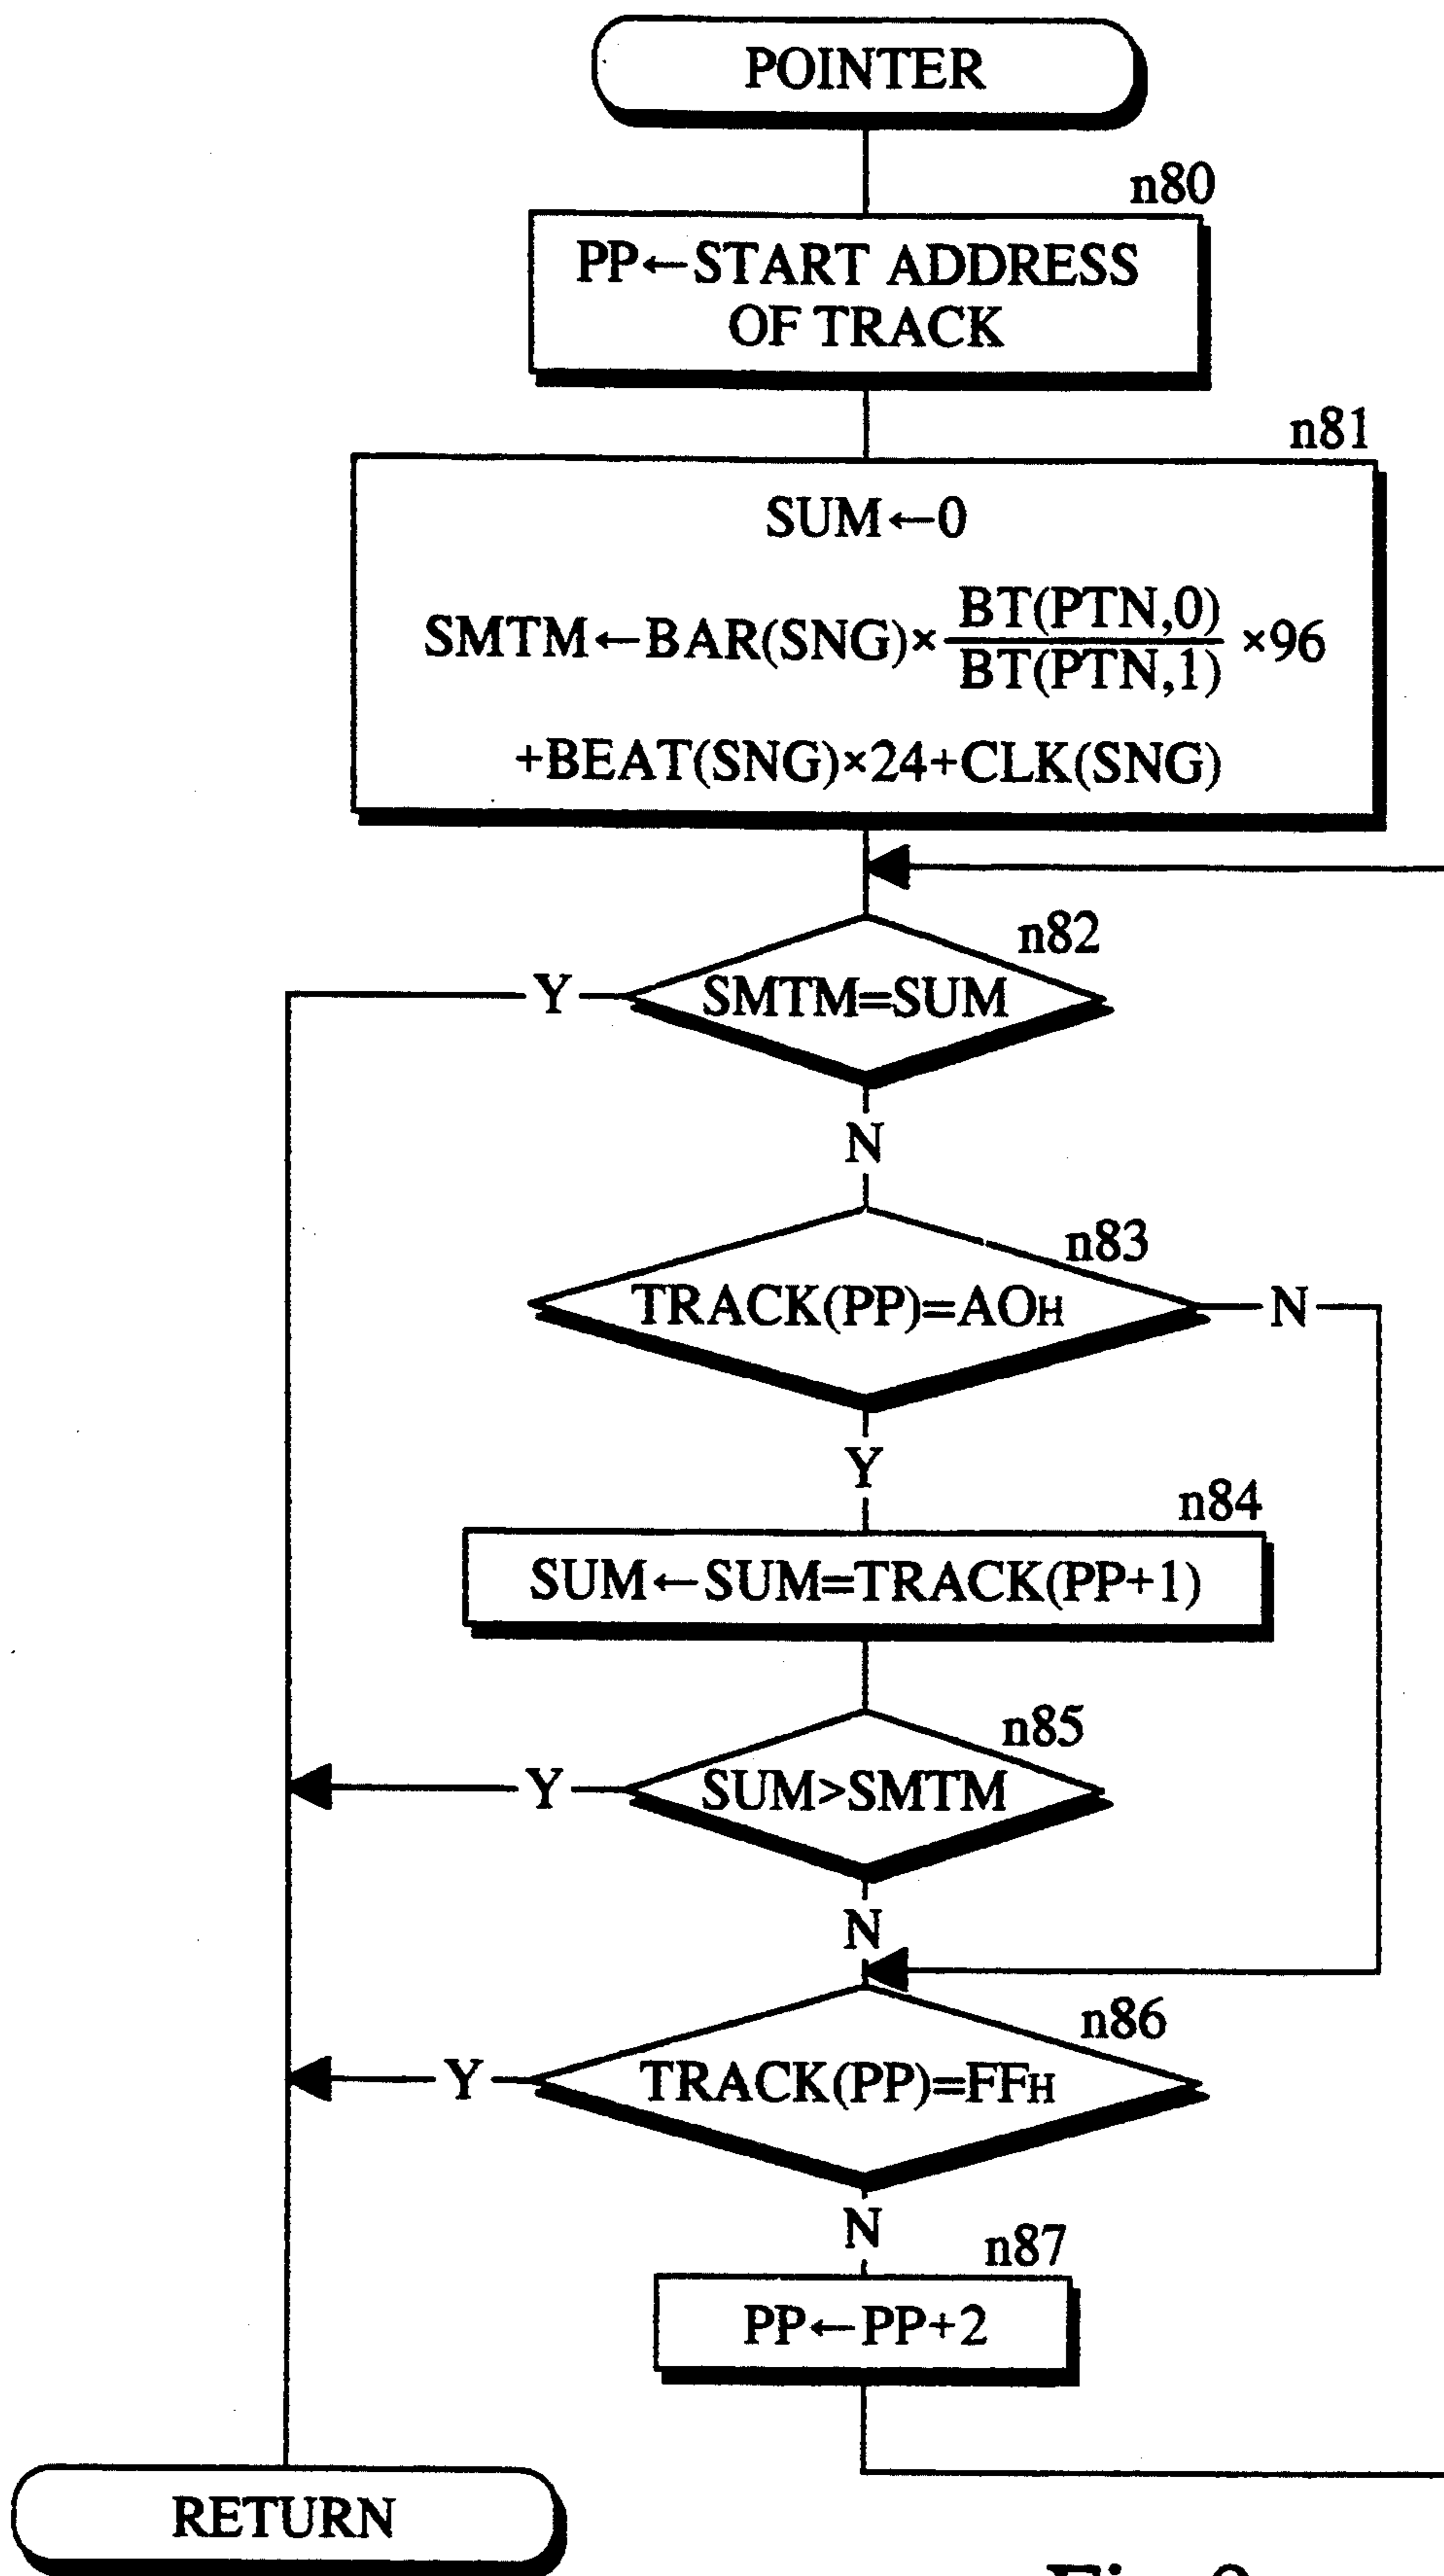 POINTER
n80
PP←START ADDRESS
OF TRACK
n81
SUM←0
SMTM←BAR(SNG)×BT(PTN,0)/BT(PTN,1)×96
+BEAT(SNG)×24+CLK(SNG)
n82
Y
SMTM=SUM
N
n83
TRACK(PP)=AOH
N
Y
n84
SUM←SUM=TRACK(PP+1)
n85
Y
SUM>SMTM
N
n86
Y
TRACK(PP)=FFH
N
n87
PP←PP+2
RETURN